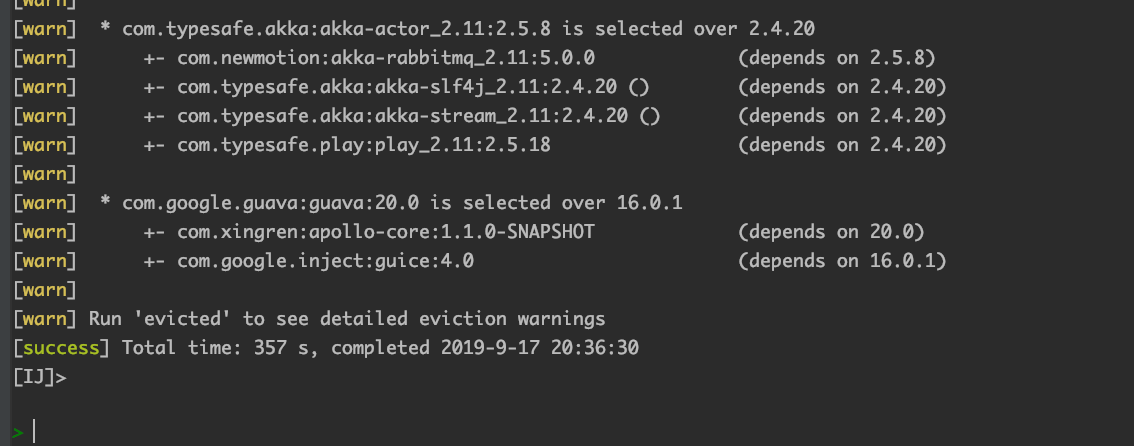 [warn]
[warn]  * com.typesafe.akka:akka-actor_2.11:2.5.8 is selected over 2.4.20
[warn]      +- com.newmotion:akka-rabbitmq_2.11:5.0.0             (depends on 2.5.8)
[warn]      +- com.typesafe.akka:akka-slf4j_2.11:2.4.20 ()        (depends on 2.4.20)
[warn]      +- com.typesafe.akka:akka-stream_2.11:2.4.20 ()       (depends on 2.4.20)
[warn]      +- com.typesafe.play:play_2.11:2.5.18                 (depends on 2.4.20)
[warn]
[warn]  * com.google.guava:guava:20.0 is selected over 16.0.1
[warn]      +- com.xingren:apollo-core:1.1.0-SNAPSHOT             (depends on 20.0)
[warn]      +- com.google.inject:guice:4.0                        (depends on 16.0.1)
[warn]
[warn] Run 'evicted' to see detailed eviction warnings
[success] Total time: 357 s, completed 2019-9-17 20:36:30
[IJ]>
>